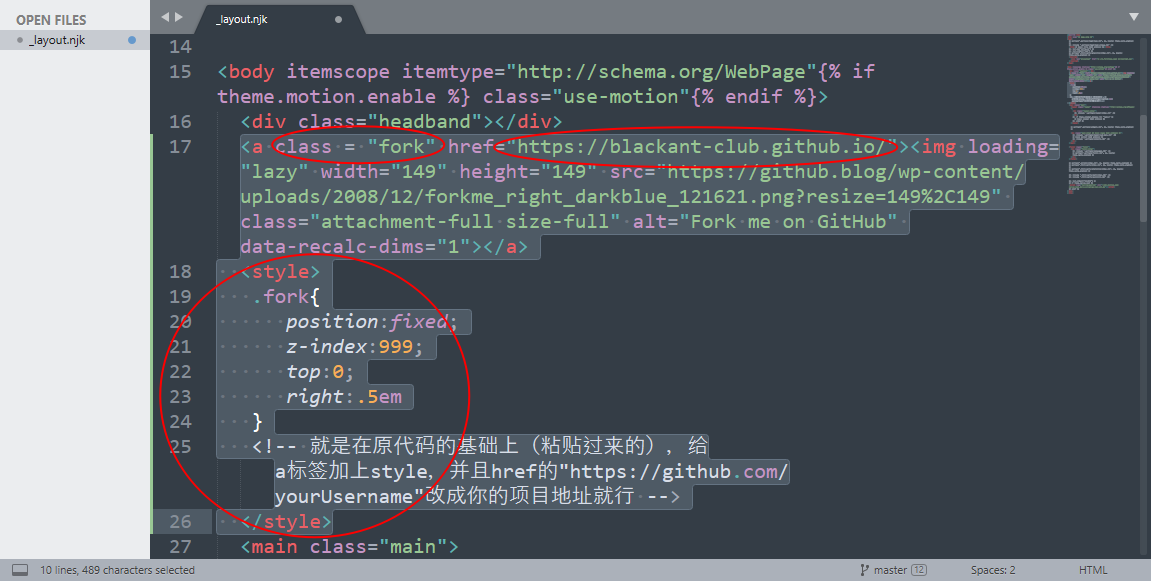 OPEN FILES
_layout.njk
_layout.njk
14
15 <body itemscope itemtype="http://schema.org/WebPage"{% if
theme.motion.enable %} class="use-motion"{% endif %}>
16 <div class="headband"></div>
17 <a class = "fork" href="https://blackant-club.github.io/"><img loading=
"lazy" width="149" height="149" src="https://github.blog/wp-content/
uploads/2008/12/forkme_right_darkblue_121621.png?resize=149%2C149"
class="attachment-full size-full" alt="Fork me on GitHub"
data-recalc-dims="1"></a>
18 <style>
19 .fork{
20 position:fixed;
21 z-index:999;
22 top:0;
23 right:.5em
24 }
25 <!-- 就是在原代码的基础上（粘贴过来的），给
a标签加上style，并且href的"https://github.com/
yourUsername"改成你的项目地址就行 -->
26 </style>
27 <main class="main">
10 lines, 489 characters selected
master 12
Spaces: 2
HTML